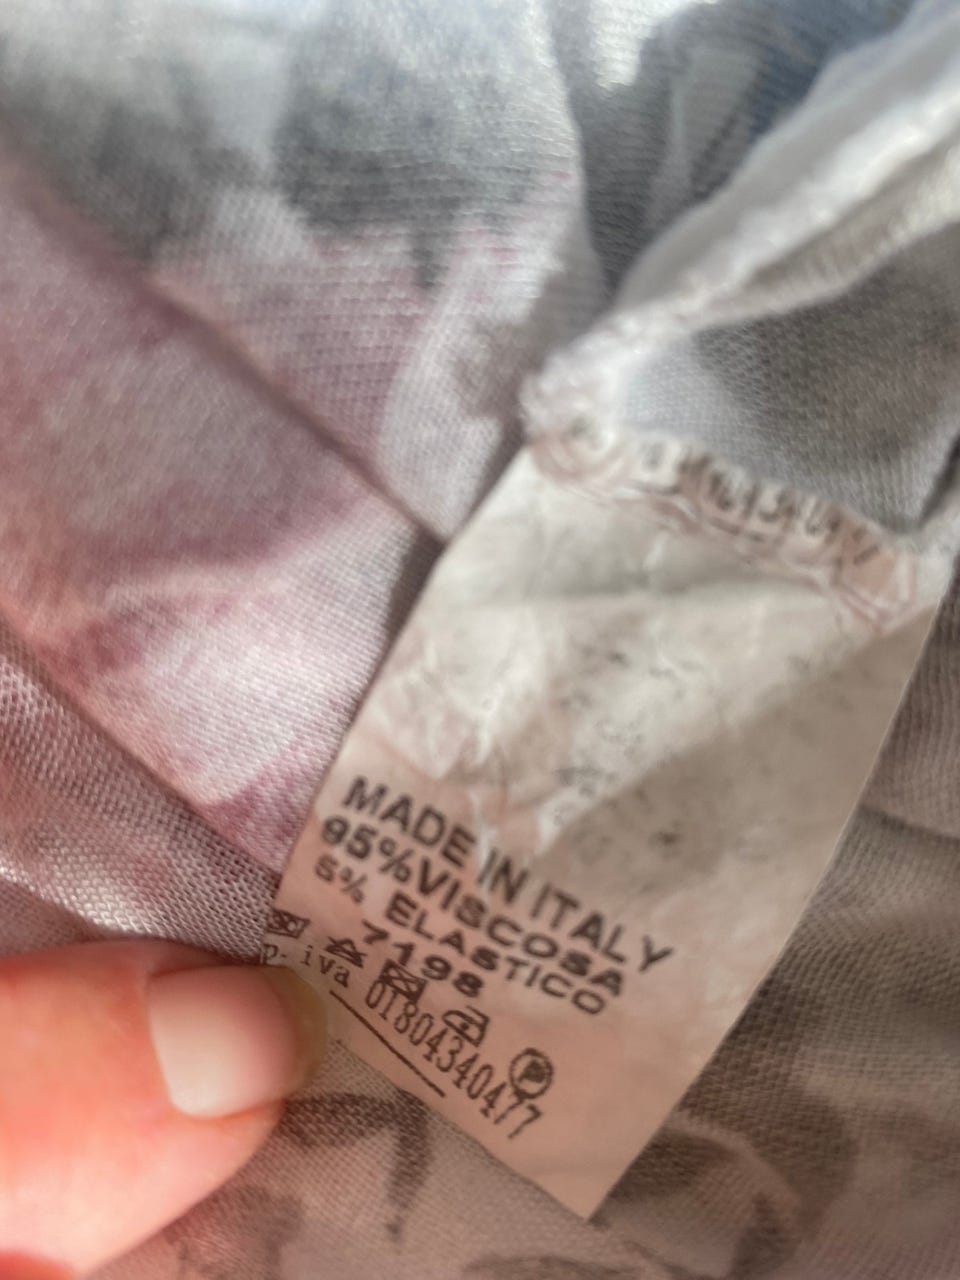 MADE IN ITALY
95%VISCOSA
5% ELASTICO
7198
P. iva 01804340477
P